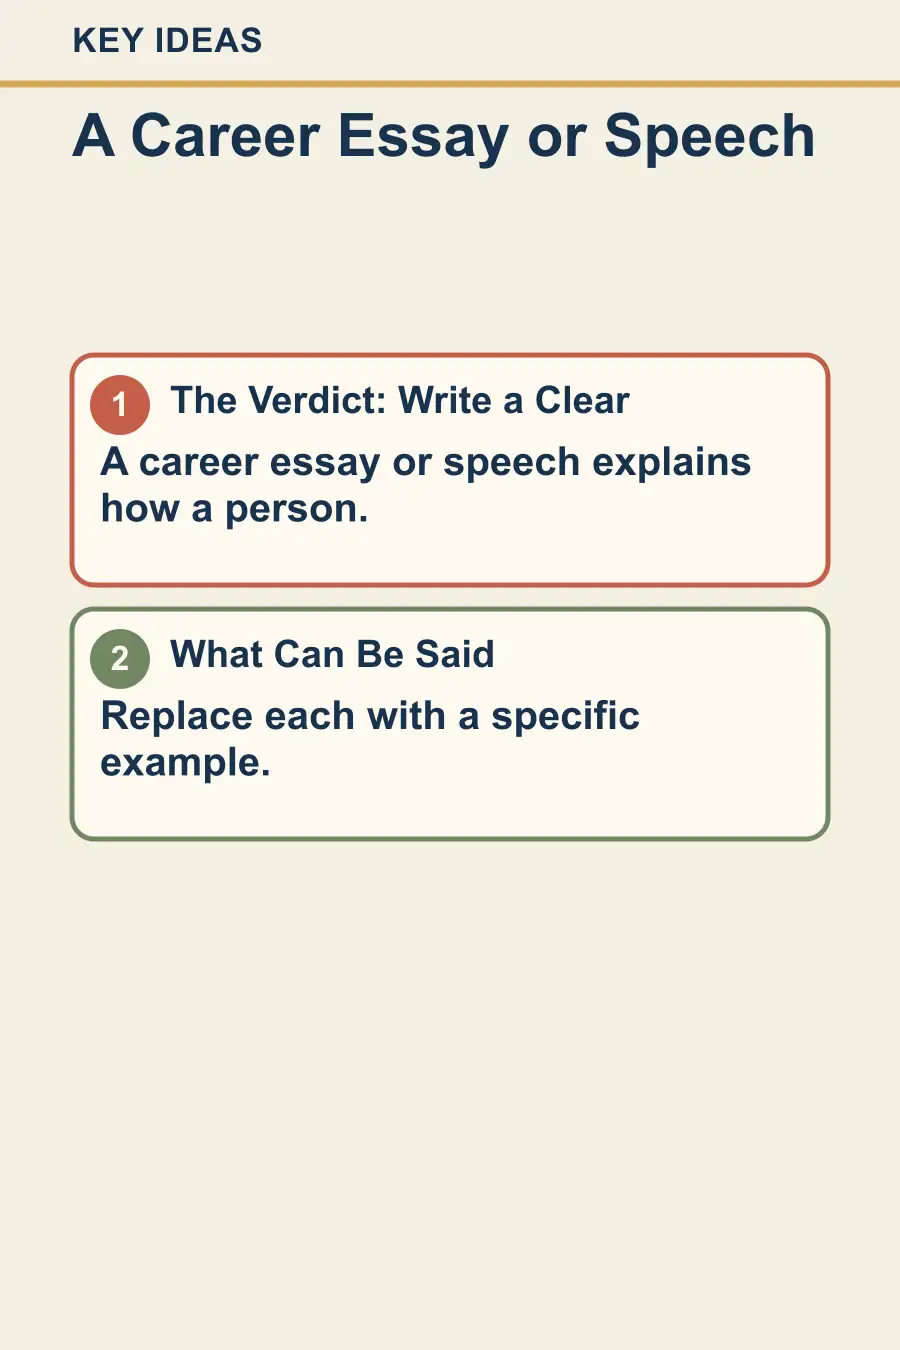 KEY IDEAS
A Career Essay or Speech
1 The Verdict: Write a Clear
A career essay or speech explains
how a person.
2 What Can Be Said
Replace each with a specific
example.